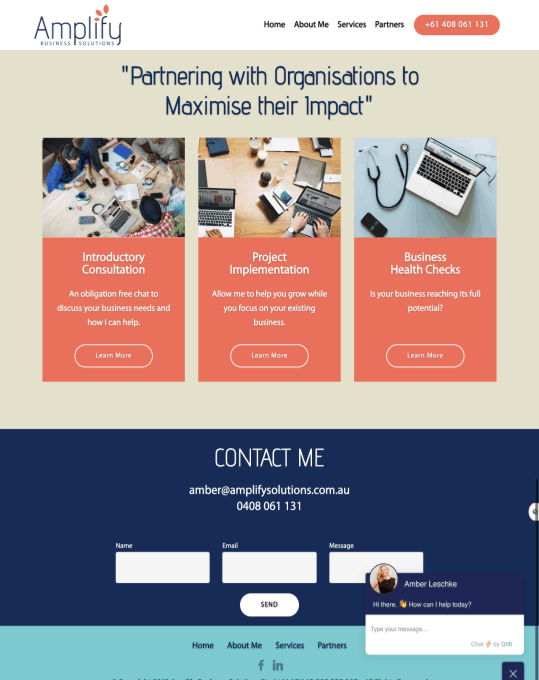 Amplify
BUSINESS SOLUTIONS
Home About Me Services Partners
+61 408 061 131
"Partnering with Organisations to
Maximise their Impact"
Introductory
Consultation
An obligation free chat to
discuss your business needs and
how I can help.
Learn More
Project
Implementation
Allow me to help you grow while
you focus on your existing
business.
Learn More
Business
Health Checks
Is your business reaching its full
potential?
Learn More
CONTACT ME
amber@amplifysolutions.com.au
0408 061 131
Name Email Message
SEND
Amber Leschke
Hi there. 👋 How can I help today?
Type your message...
Chat ⚡ by Drift
Home About Me Services Partners